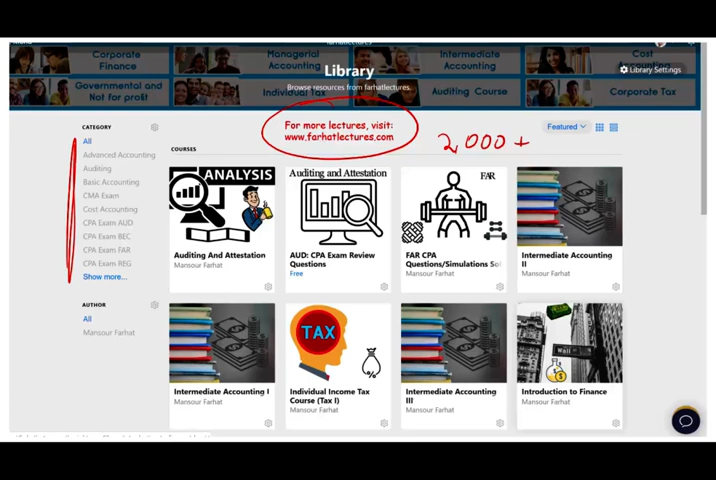 Corporate
Finance
Managerial
Accounting
Intermediate
Accounting
Cost
Accounting
Governmental and
Not for profit
Individual Tax
Auditing Course
Corporate Tax
Library
Browse resources from farhatlectures.
Library Settings
For more lectures, visit:
www.farhatlectures.com
2,000 +
Featured
CATEGORY
All
Advanced Accounting
Auditing
Basic Accounting
CMA Exam
Cost Accounting
CPA Exam AUD
CPA Exam BEC
CPA Exam FAR
CPA Exam REG
Show more...
AUTHOR
All
Mansour Farhat
COURSES
ANALYSIS
Auditing And Attestation
Mansour Farhat
Auditing and Attestation
AUD: CPA Exam Review
Questions
Free
FAR
FAR CPA
Questions/Simulations Sol
Mansour Farhat
Intermediate Accounting
II
Mansour Farhat
Intermediate Accounting I
Mansour Farhat
TAX
%
Individual Income Tax
Course (Tax I)
Mansour Farhat
Intermediate Accounting
III
Mansour Farhat
Wall
Introduction to Finance
Mansour Farhat